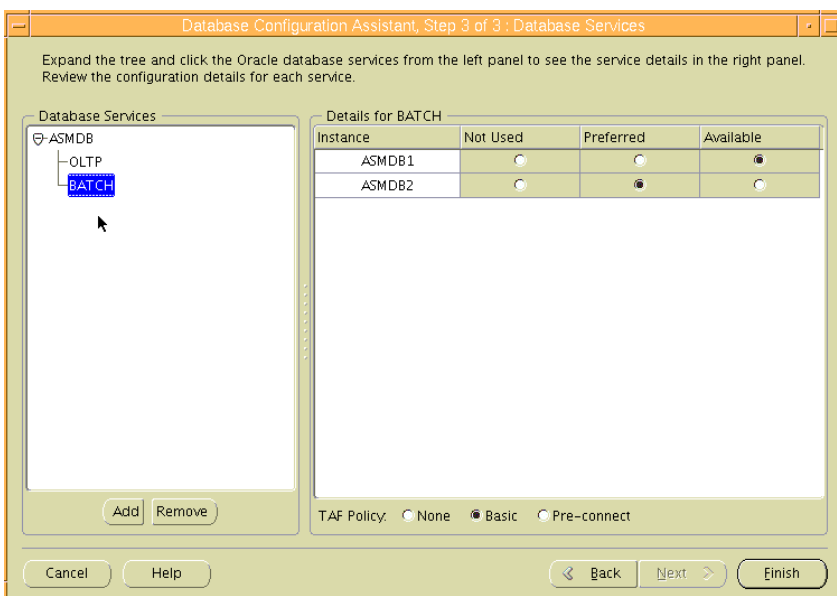 Database Configuration Assistant, Step 3 of 3 : Database Services
Expand the tree and click the Oracle database services from the left panel to see the service details in the right panel.
Review the configuration details for each service.
Database Services
ASMDB
OLTP
BATCH
Add Remove
Details for BATCH
Instance Not Used Preferred Available
ASMDB1
ASMDB2
TAF Policy: None Basic Pre-connect
Cancel Help Back Next Finish